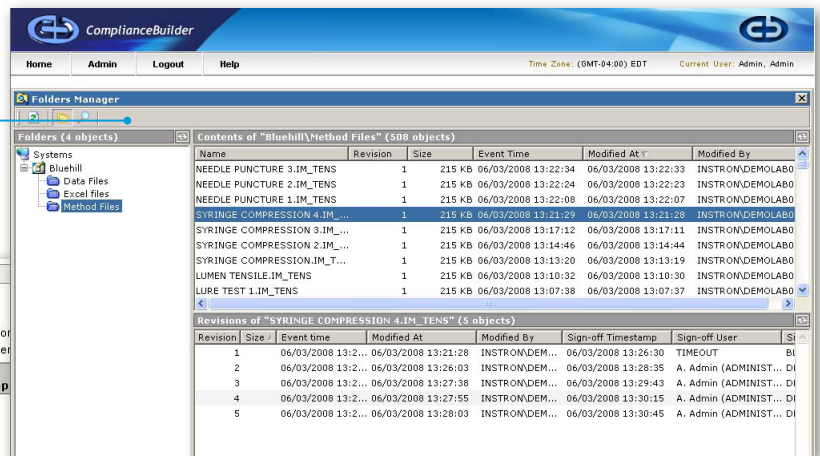 ComplianceBuilder
Home Admin Logout Help Time Zone: (GMT-04:00) EDT Current User: Admin, Admin
Folders Manager
Folders (4 objects)
Systems
Bluehill
Data Files
Excel files
Method Files
Contents of "Bluehill\Method Files" (508 objects)
Name Revision Size Event Time Modified At Modified By
NEEDLE PUNCTURE 3.IM_TENS 1 215 KB 06/03/2008 13:22:34 06/03/2008 13:22:33 INSTRON\DEMOLABO
NEEDLE PUNCTURE 2.IM_TENS 1 215 KB 06/03/2008 13:22:24 06/03/2008 13:22:23 INSTRON\DEMOLABO
NEEDLE PUNCTURE 1.IM_TENS 1 215 KB 06/03/2008 13:22:08 06/03/2008 13:22:07 INSTRON\DEMOLABO
SYRINGE COMPRESSION 4.IM_... 1 215 KB 06/03/2008 13:21:29 06/03/2008 13:21:28 INSTRON\DEMOLABO
SYRINGE COMPRESSION 3.IM_... 1 215 KB 06/03/2008 13:17:12 06/03/2008 13:17:11 INSTRON\DEMOLABO
SYRINGE COMPRESSION 2.IM_... 1 215 KB 06/03/2008 13:14:46 06/03/2008 13:14:44 INSTRON\DEMOLABO
SYRINGE COMPRESSION.IM_T... 1 215 KB 06/03/2008 13:13:20 06/03/2008 13:13:19 INSTRON\DEMOLABO
LUMEN TENSILE.IM_TENS 1 215 KB 06/03/2008 13:10:32 06/03/2008 13:10:30 INSTRON\DEMOLABO
LURE TEST 1.IM_TENS 1 215 KB 06/03/2008 13:07:38 06/03/2008 13:07:37 INSTRON\DEMOLABO
Revisions of "SYRINGE COMPRESSION 4.IM_TENS" (5 objects)
Revision Size Event time Modified At Modified By Sign-off Timestamp Sign-off User Si
1 06/03/2008 13:2... 06/03/2008 13:21:28 INSTRON\DEM... 06/03/2008 13:26:30 TIMEOUT BL
2 06/03/2008 13:2... 06/03/2008 13:26:03 INSTRON\DEM... 06/03/2008 13:28:35 A. Admin (ADMINIST... DI
3 06/03/2008 13:2... 06/03/2008 13:27:38 INSTRON\DEM... 06/03/2008 13:29:43 A. Admin (ADMINIST... DI
4 06/03/2008 13:2... 06/03/2008 13:27:55 INSTRON\DEM... 06/03/2008 13:30:15 A. Admin (ADMINIST... DI
5 06/03/2008 13:2... 06/03/2008 13:28:03 INSTRON\DEM... 06/03/2008 13:30:45 A. Admin (ADMINIST... DI